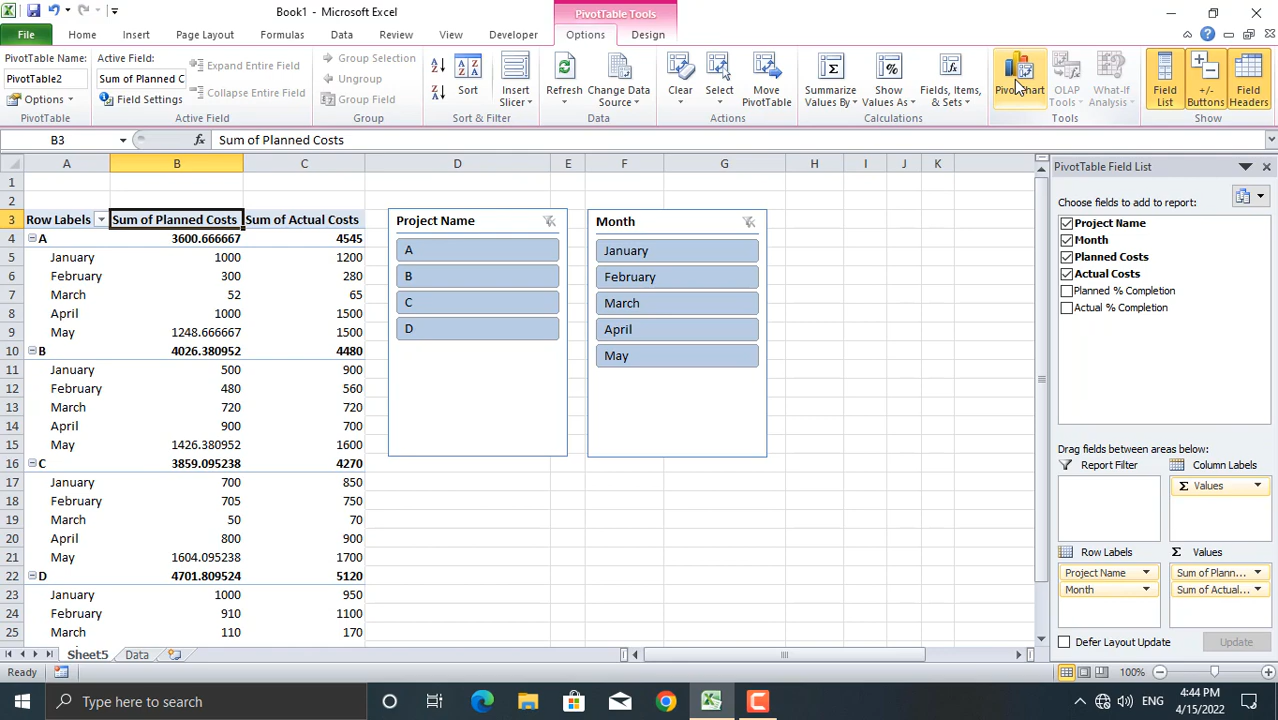 Book1 - Microsoft Excel
PivotTable Tools
File Home Insert Page Layout Formulas Data Review View Developer Options Design
PivotTable Name: Active Field: Expand Entire Field Group Selection
PivotTable2 Sum of Planned C Collapse Entire Field Ungroup
Options Field Settings Group Field
Sort Insert Slicer Refresh Change Data Source Clear Select Move PivotTable Summarize Values By Show Values As Fields, Items, & Sets PivotChart OLAP Tools What-If Analysis Field List +/- Buttons Field Headers
PivotTable Active Field Group Sort & Filter Data Actions Calculations Tools Show
B3 fx Sum of Planned Costs
A B C D E F G H I J K
1
2
3 Row Labels Sum of Planned Costs Sum of Actual Costs
4 A 3600.666667 4545
5 January 1000 1200
6 February 300 280
7 March 52 65
8 April 1000 1500
9 May 1248.666667 1500
10 B 4026.380952 4480
11 January 500 900
12 February 480 560
13 March 720 720
14 April 900 700
15 May 1426.380952 1600
16 C 3859.095238 4270
17 January 700 850
18 February 705 750
19 March 50 70
20 April 800 900
21 May 1604.095238 1700
22 D 4701.809524 5120
23 January 1000 950
24 February 910 1100
25 March 110 170
Project Name
A
B
C
D
Month
January
February
March
April
May
PivotTable Field List
Choose fields to add to report:
Project Name
Month
Planned Costs
Actual Costs
Planned % Completion
Actual % Completion
Drag fields between areas below:
Report Filter Column Labels
Σ Values
Row Labels Σ Values
Project Name Sum of Plann...
Month Sum of Actual...
Defer Layout Update Update
Sheet5 Data
Ready 100%
Type here to search
ENG
4:44 PM
4/15/2022